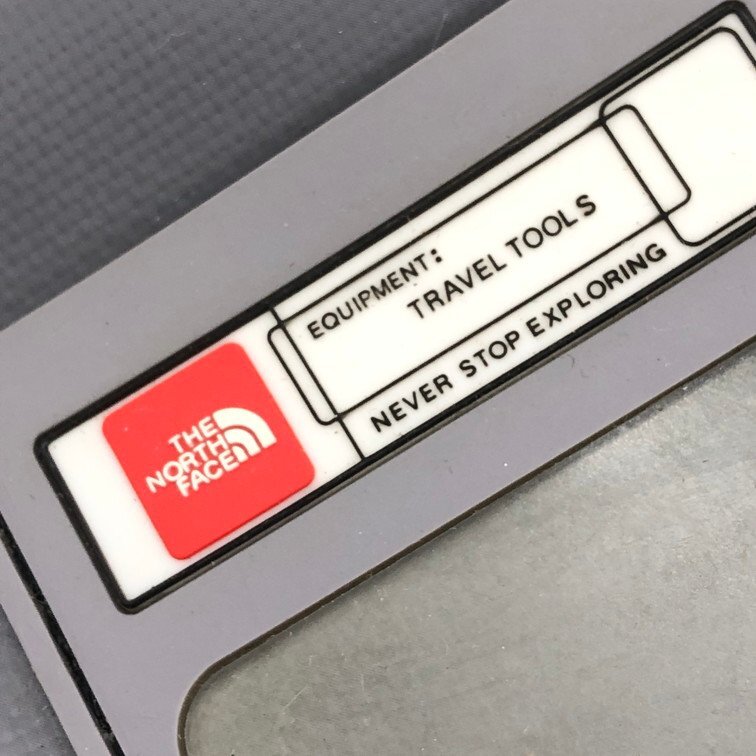 THE
NORTH
FACE
EQUIPMENT:
TRAVEL TOOLS
NEVER STOP EXPLORING